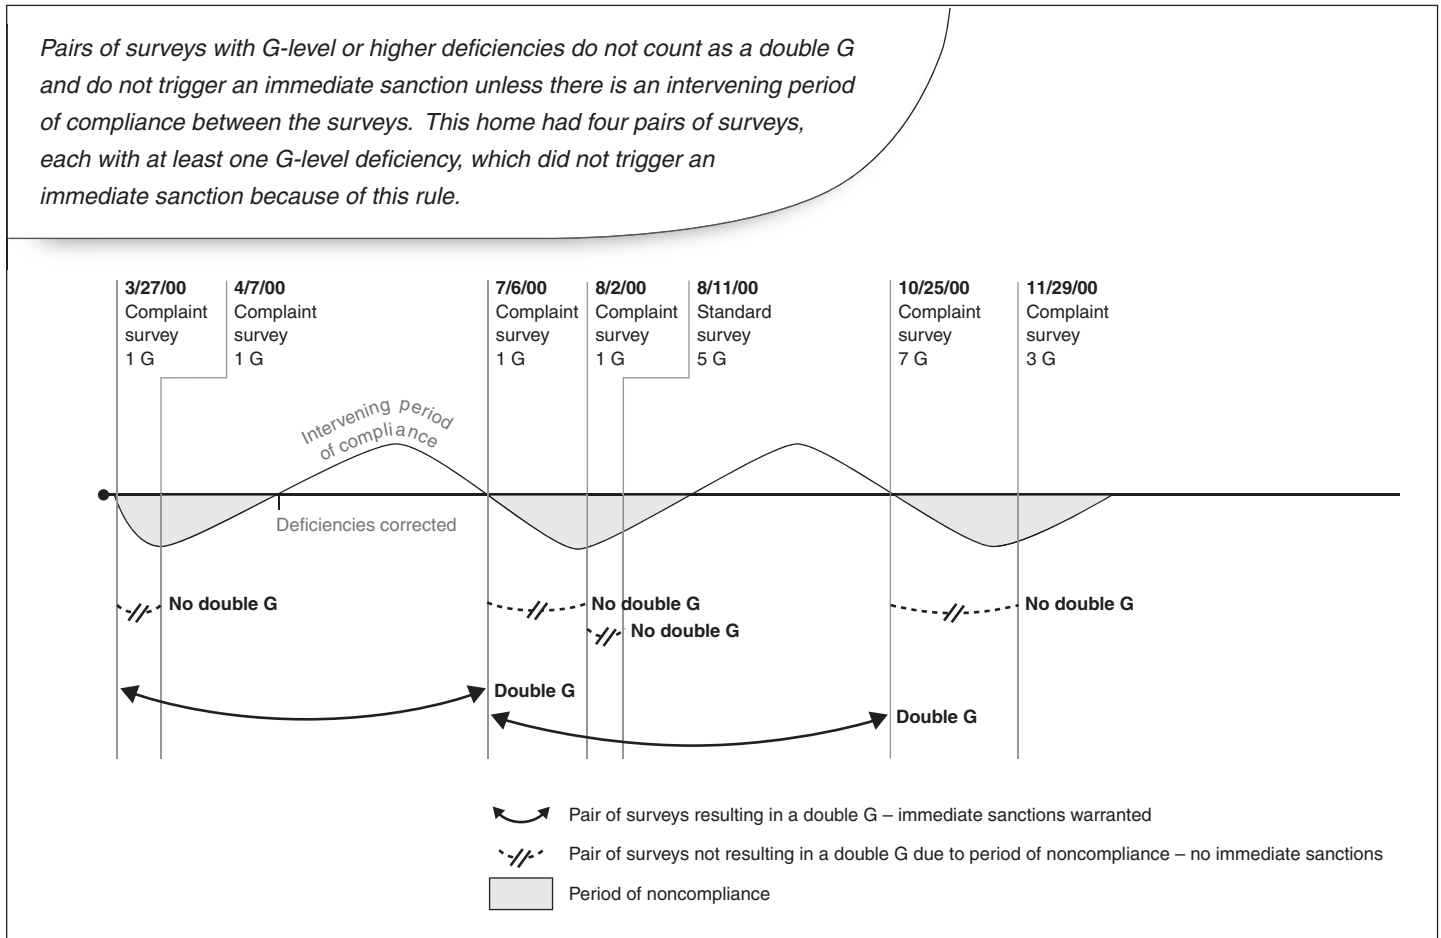 Pairs of surveys with G-level or higher deficiencies do not count as a double G
and do not trigger an immediate sanction unless there is an intervening period
of compliance between the surveys. This home had four pairs of surveys,
each with at least one G-level deficiency, which did not trigger an
immediate sanction because of this rule.
3/27/00
Complaint
survey
1 G
4/7/00
Complaint
survey
1 G
7/6/00
Complaint
survey
1 G
8/2/00
Complaint
survey
1 G
8/11/00
Standard
survey
5 G
10/25/00
Complaint
survey
7 G
11/29/00
Complaint
survey
3 G
Intervening period
of compliance
Deficiencies corrected
No double G
No double G
No double G
No double G
Double G
Double G
Pair of surveys resulting in a double G – immediate sanctions warranted
Pair of surveys not resulting in a double G due to period of noncompliance – no immediate sanctions
Period of noncompliance